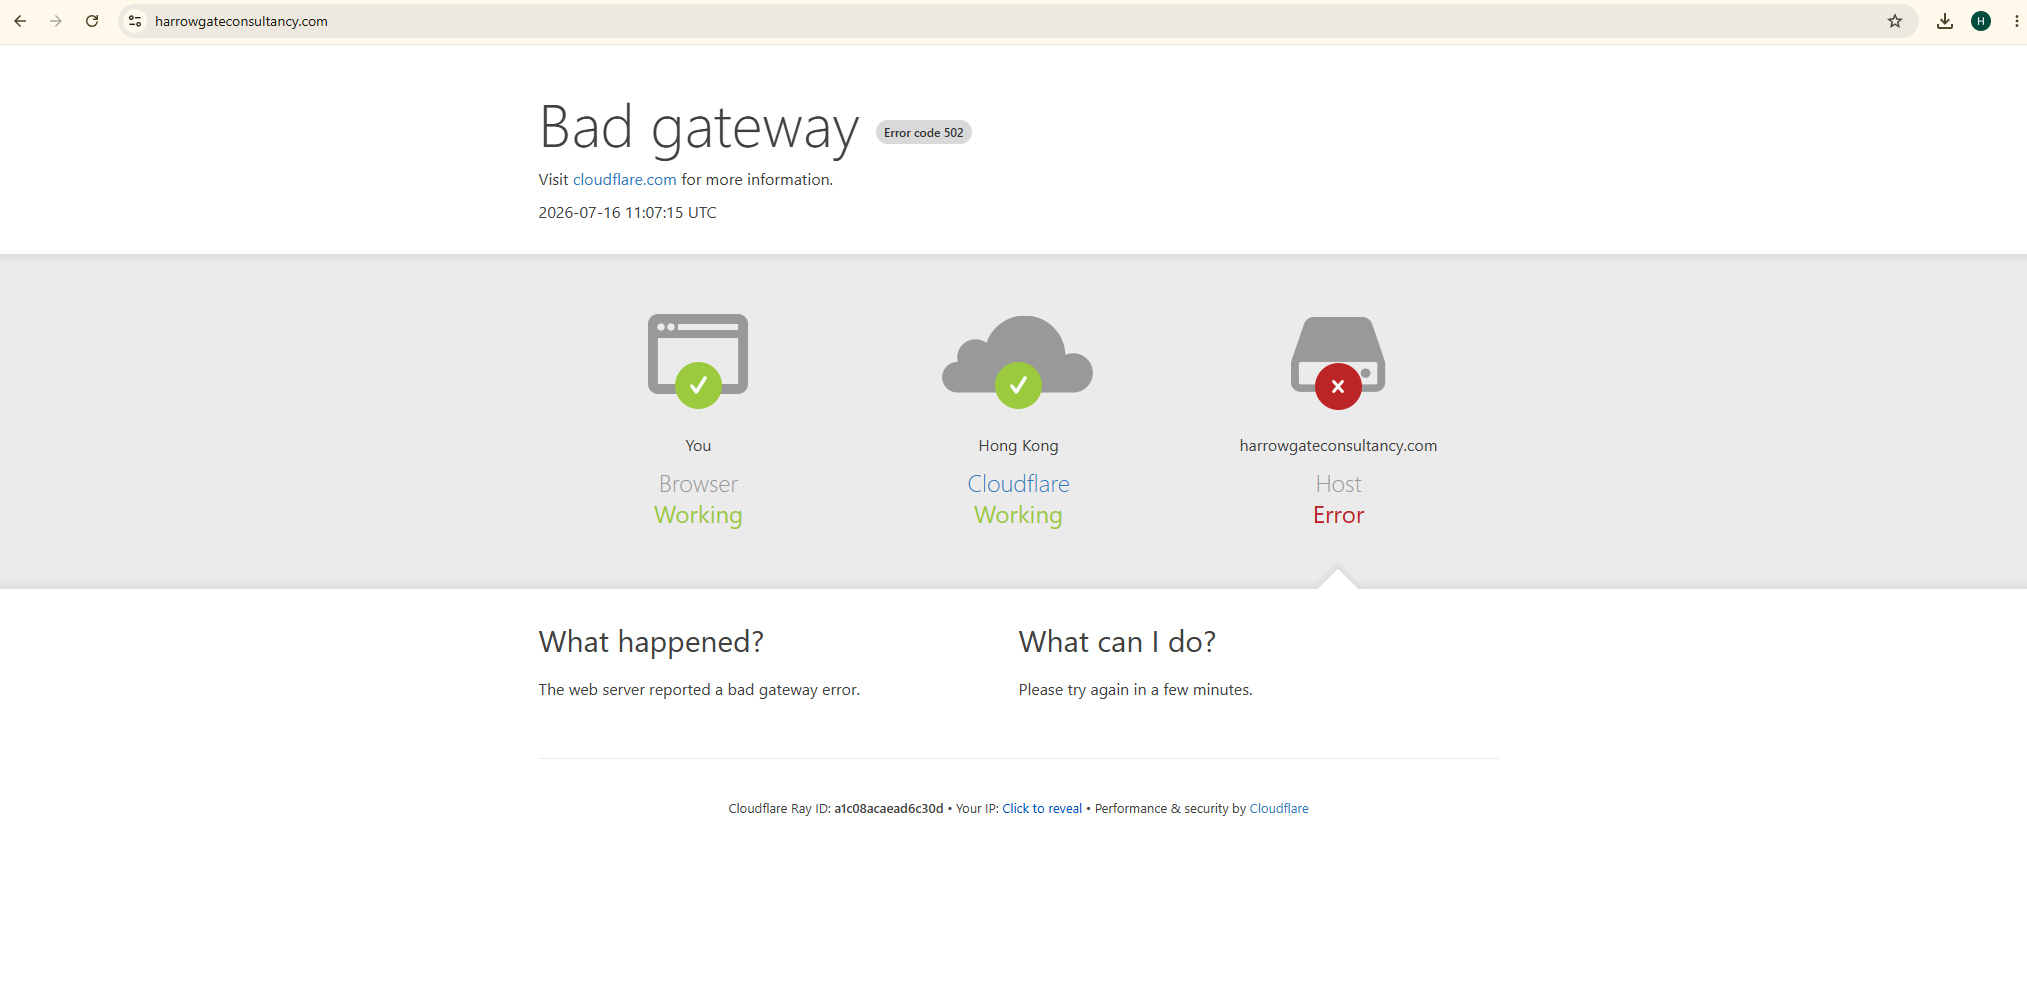 harrowgateconsultancy.com
H
Bad gateway Error code 502
Visit cloudflare.com for more information.
2026-07-16 11:07:15 UTC
You
Browser
Working
Hong Kong
Cloudflare
Working
harrowgateconsultancy.com
Host
Error
What happened?
The web server reported a bad gateway error.
What can I do?
Please try again in a few minutes.
Cloudflare Ray ID: a1c08acaead6c30d • Your IP: Click to reveal • Performance & security by Cloudflare